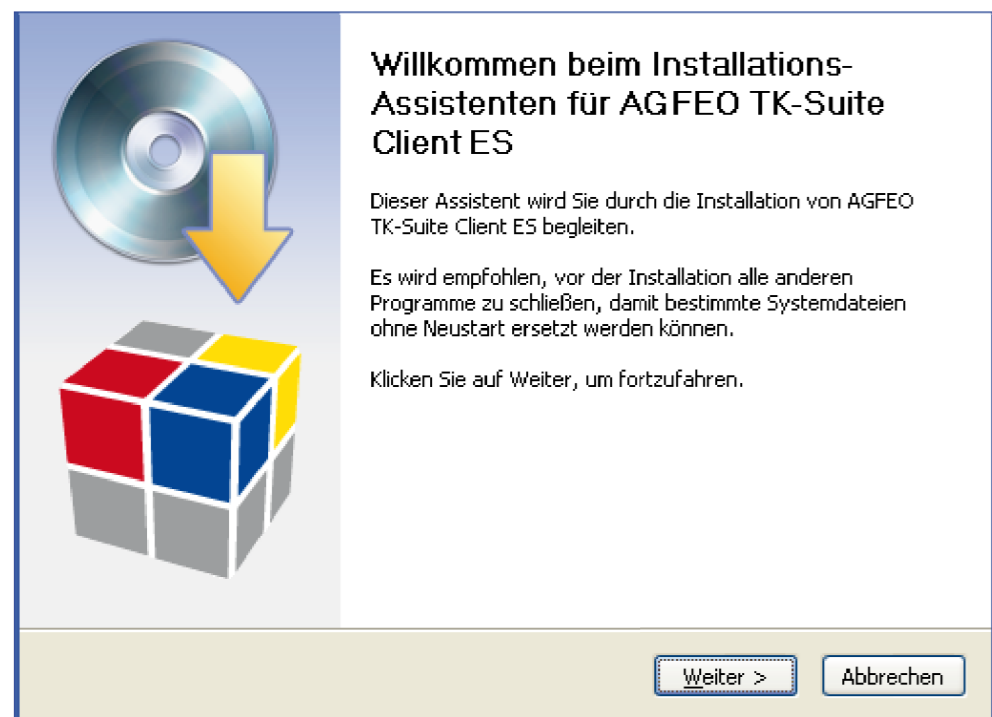 Willkommen beim Installations-
Assistenten für AGFEO TK-Suite
Client ES
Dieser Assistent wird Sie durch die Installation von AGFEO
TK-Suite Client ES begleiten.
Es wird empfohlen, vor der Installation alle anderen
Programme zu schließen, damit bestimmte Systemdateien
ohne Neustart ersetzt werden können.
Klicken Sie auf Weiter, um fortzufahren.
Weiter >
Abbrechen